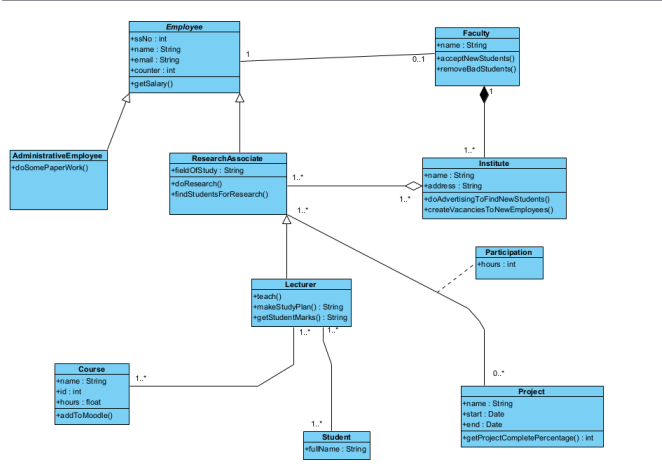 Employee
+ssNo : int
+name : String
+email : String
+counter : int
+getSalary()
1
0..1
Faculty
+name : String
+acceptNewStudents()
+removeBadStudents()
1
1..*
AdministrativeEmployee
+doSomePaperWork()
ResearchAssociate
+fieldOfStudy : String
+doResearch()
+findStudentsForResearch()
1..*
1..*
1..*
Institute
+name : String
+address : String
+doAdvertisingToFindNewStudents()
+createVacanciesToNewEmployees()
Participation
+hours : int
Lecturer
+teach()
+makeStudyPlan() : String
+getStudentMarks() : String
1..*
1..*
Course
+name : String
+id : int
+hours : float
+addToMoodle()
1..*
0..*
Project
+name : String
+start : Date
+end : Date
+getProjectCompletePercentage() : int
1..*
Student
+fullName : String